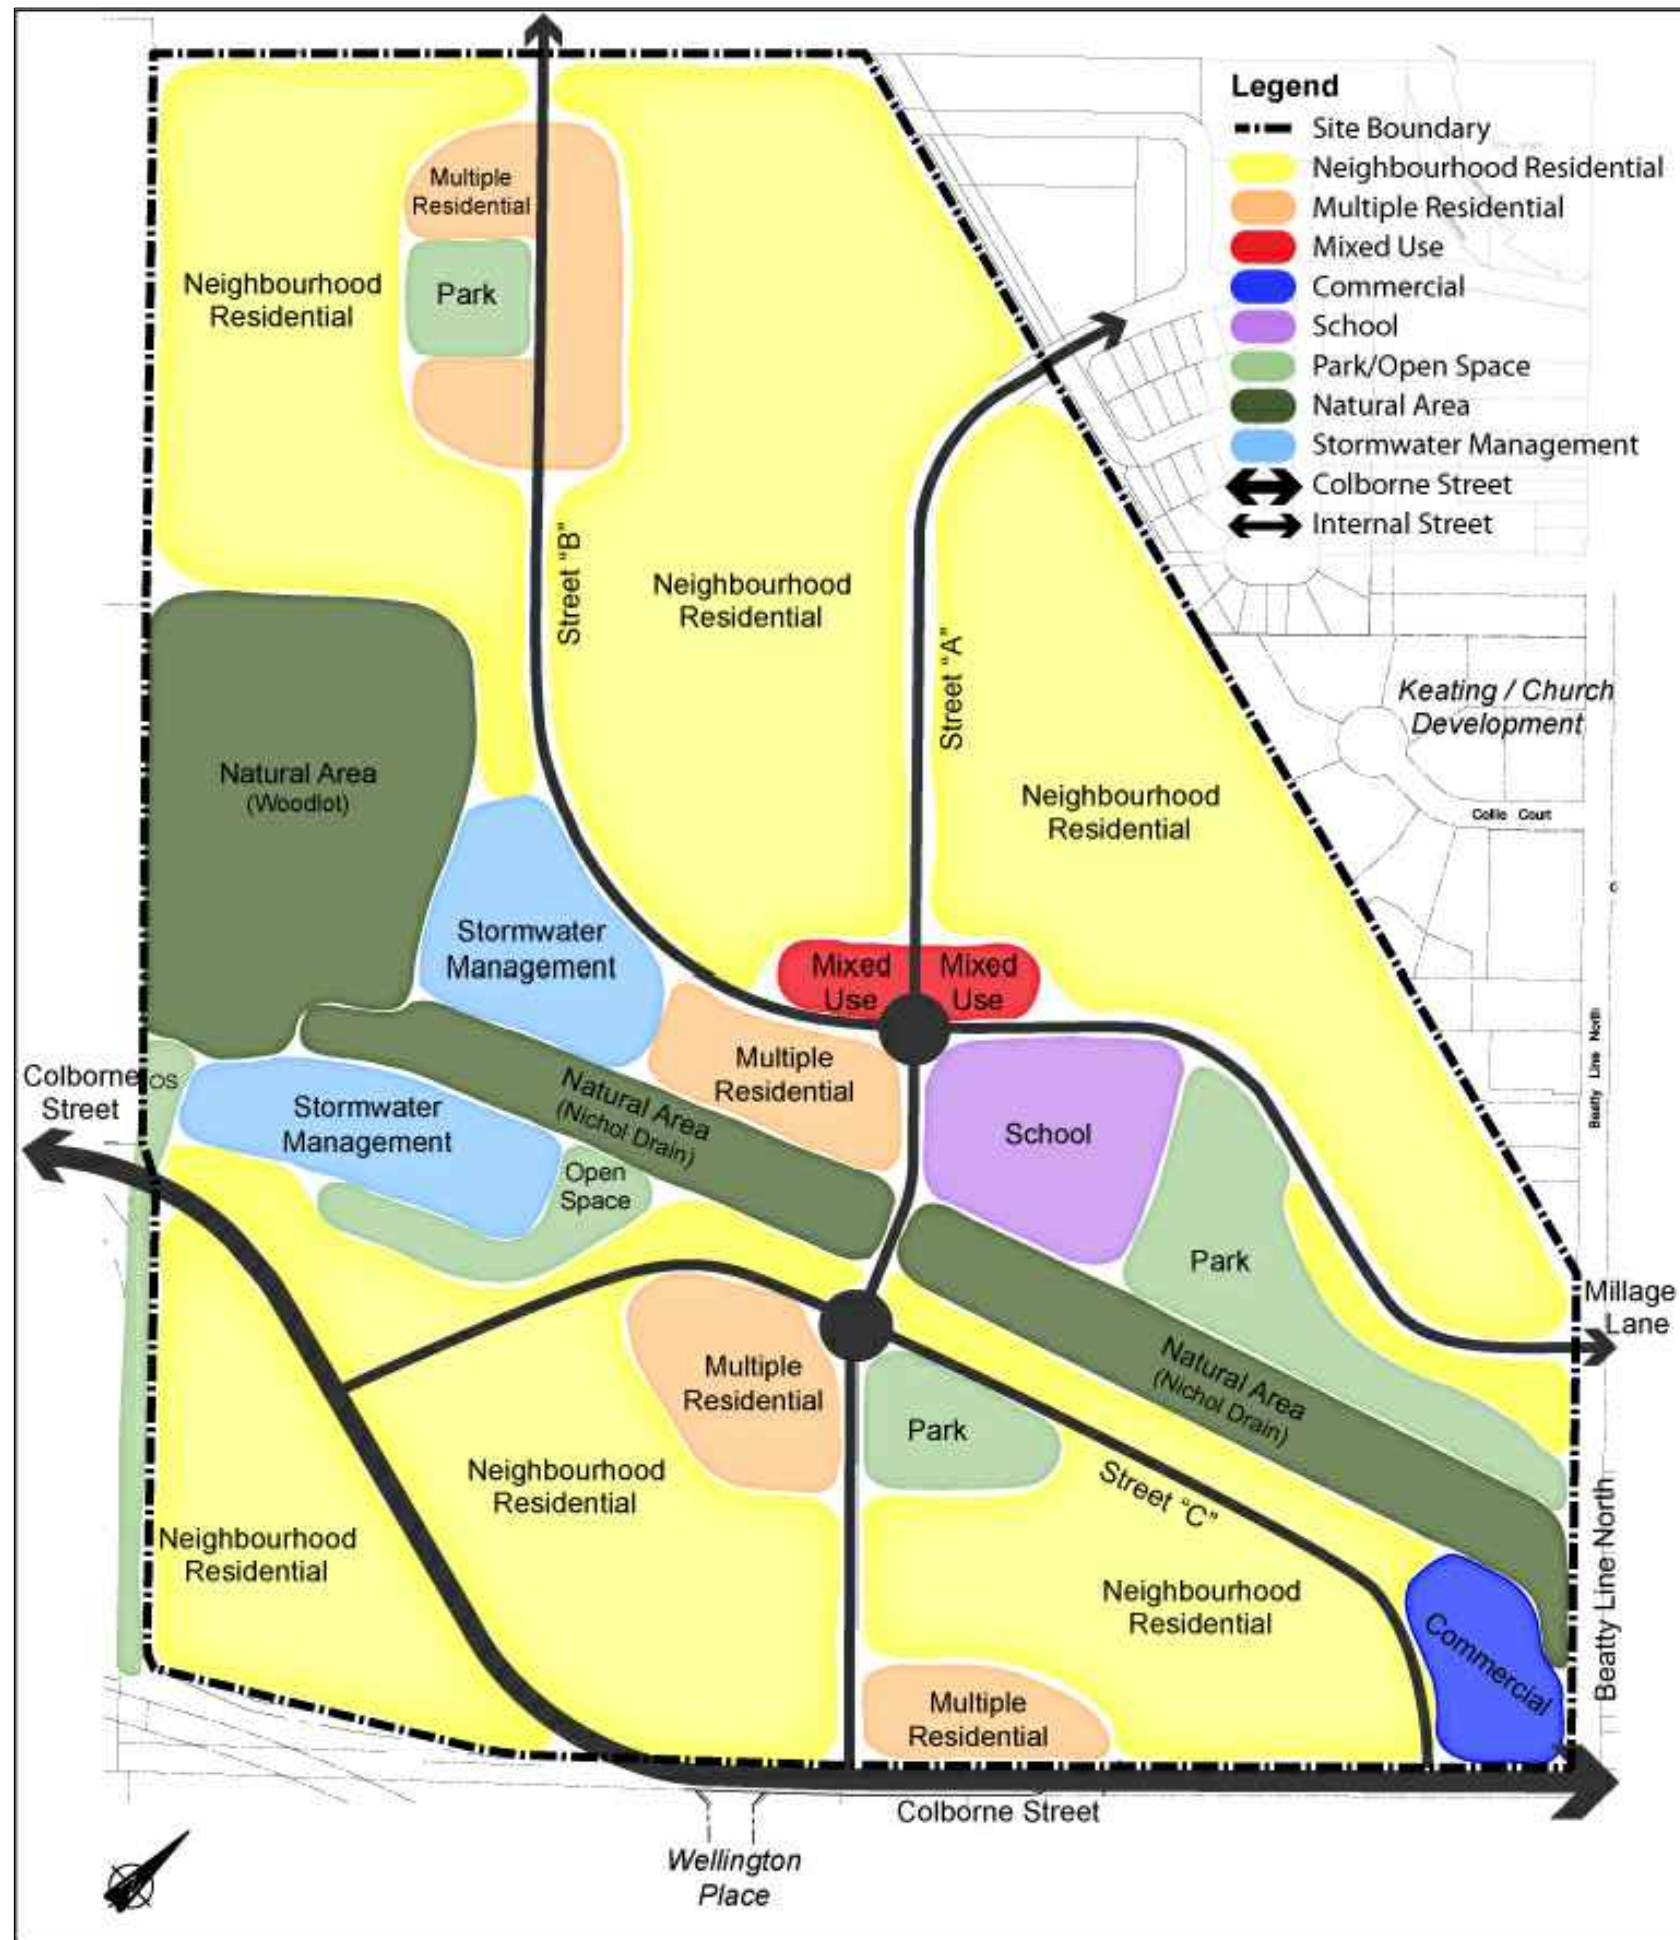 Legend
Site Boundary
Neighbourhood Residential
Multiple Residential
Mixed Use
Commercial
School
Park/Open Space
Natural Area
Stormwater Management
Colborne Street
Internal Street
Multiple
Residential
Neighbourhood
Residential
Park
Street "B"
Neighbourhood
Residential
Street "A"
Keating / Church
Development
Natural Area
(Woodlot)
Neighbourhood
Residential
Collie Court
Stormwater
Management
Mixed
Use
Mixed
Use
Beatty Line North
Colborne
Street
OS
Multiple
Residential
Natural Area
(Nichol Drain)
Stormwater
Management
School
Open
Space
Park
Millage
Lane
Multiple
Residential
Natural Area
(Nichol Drain)
Park
Neighbourhood
Residential
Street "C"
Neighbourhood
Residential
Neighbourhood
Residential
Beatty Line North
Commercial
Multiple
Residential
Colborne Street
Wellington
Place